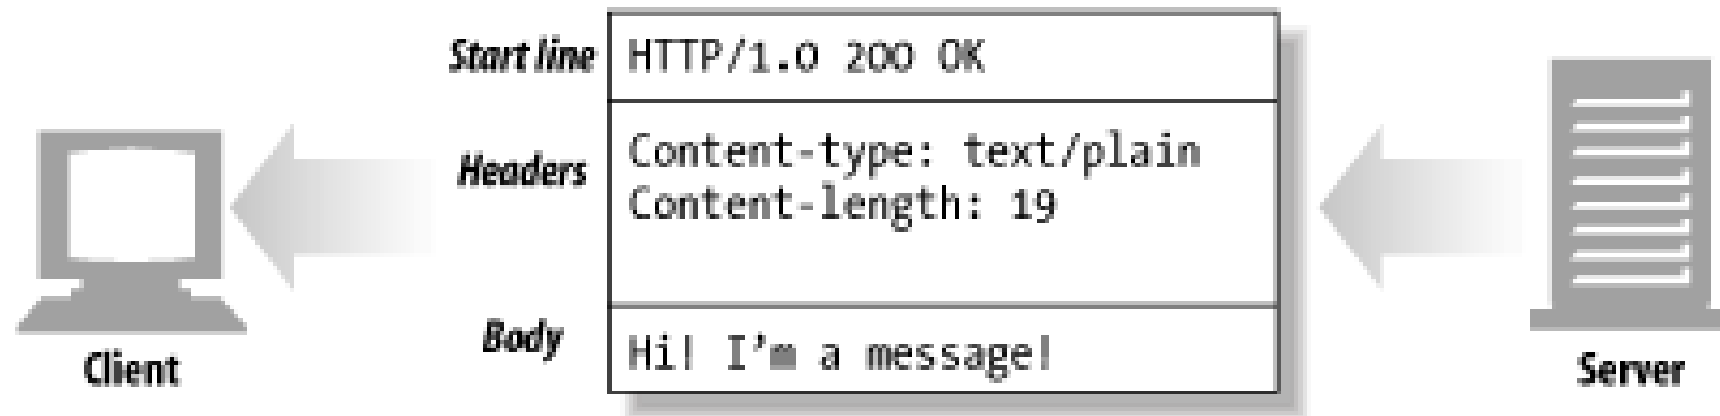 Start line HTTP/1.0 200 OK
Headers Content-type: text/plain
Content-length: 19
Body Hi! I'm a message!
Client
Server